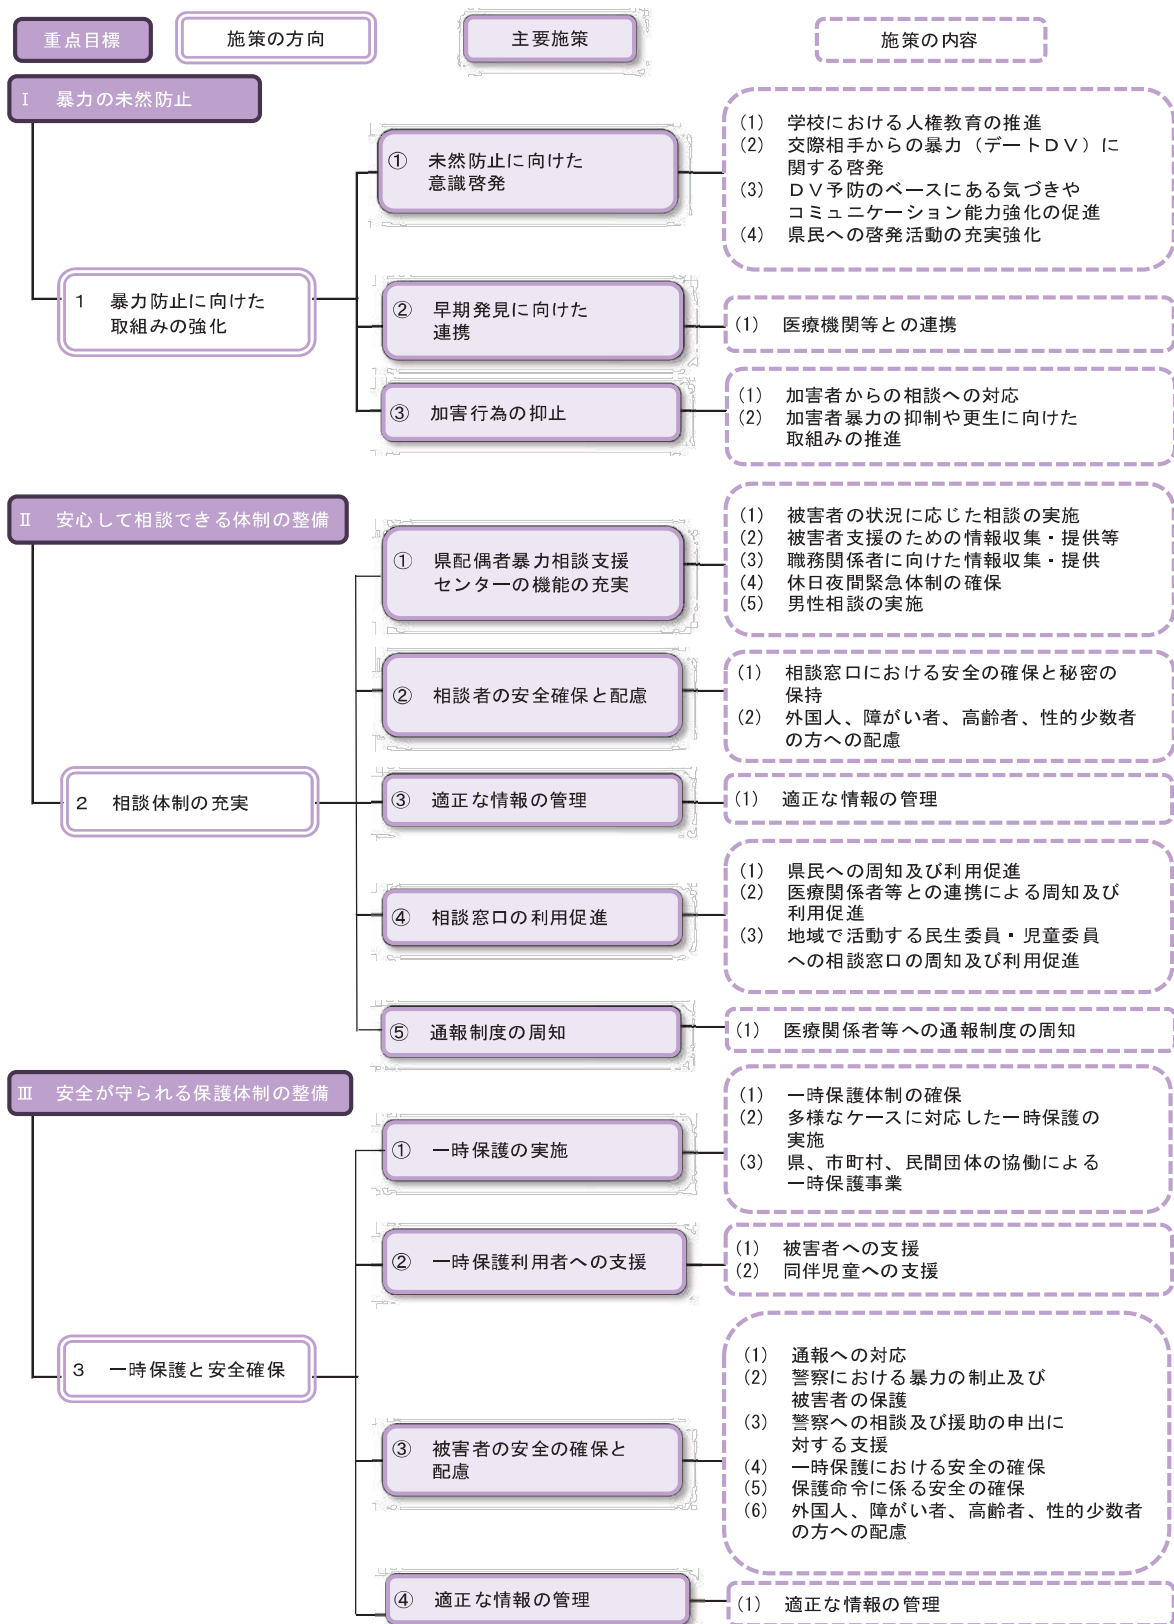 重点目標
施策の方向
主要施策
施策の内容
Ⅰ 暴力の未然防止
1 暴力防止に向けた
取組みの強化
① 未然防止に向けた
意識啓発
(1) 学校における人権教育の推進
(2) 交際相手からの暴力（デートＤＶ）に
関する啓発
(3) ＤＶ予防のベースにある気づきや
コミュニケーション能力強化の促進
(4) 県民への啓発活動の充実強化
② 早期発見に向けた
連携
(1) 医療機関等との連携
③ 加害行為の抑止
(1) 加害者からの相談への対応
(2) 加害者暴力の抑制や更生に向けた
取組みの推進
Ⅱ 安心して相談できる体制の整備
2 相談体制の充実
① 県配偶者暴力相談支援
センターの機能の充実
(1) 被害者の状況に応じた相談の実施
(2) 被害者支援のための情報収集・提供等
(3) 職務関係者に向けた情報収集・提供
(4) 休日夜間緊急体制の確保
(5) 男性相談の実施
② 相談者の安全確保と配慮
(1) 相談窓口における安全の確保と秘密の
保持
(2) 外国人、障がい者、高齢者、性的少数者
の方への配慮
③ 適正な情報の管理
(1) 適正な情報の管理
④ 相談窓口の利用促進
(1) 県民への周知及び利用促進
(2) 医療関係者等との連携による周知及び
利用促進
(3) 地域で活動する民生委員・児童委員
への相談窓口の周知及び利用促進
⑤ 通報制度の周知
(1) 医療関係者等への通報制度の周知
Ⅲ 安全が守られる保護体制の整備
3 一時保護と安全確保
① 一時保護の実施
(1) 一時保護体制の確保
(2) 多様なケースに対応した一時保護の
実施
(3) 県、市町村、民間団体の協働による
一時保護事業
② 一時保護利用者への支援
(1) 被害者への支援
(2) 同伴児童への支援
③ 被害者の安全の確保と
配慮
(1) 通報への対応
(2) 警察における暴力の制止及び
被害者の保護
(3) 警察への相談及び援助の申出に
対する支援
(4) 一時保護における安全の確保
(5) 保護命令に係る安全の確保
(6) 外国人、障がい者、高齢者、性的少数者
の方への配慮
④ 適正な情報の管理
(1) 適正な情報の管理